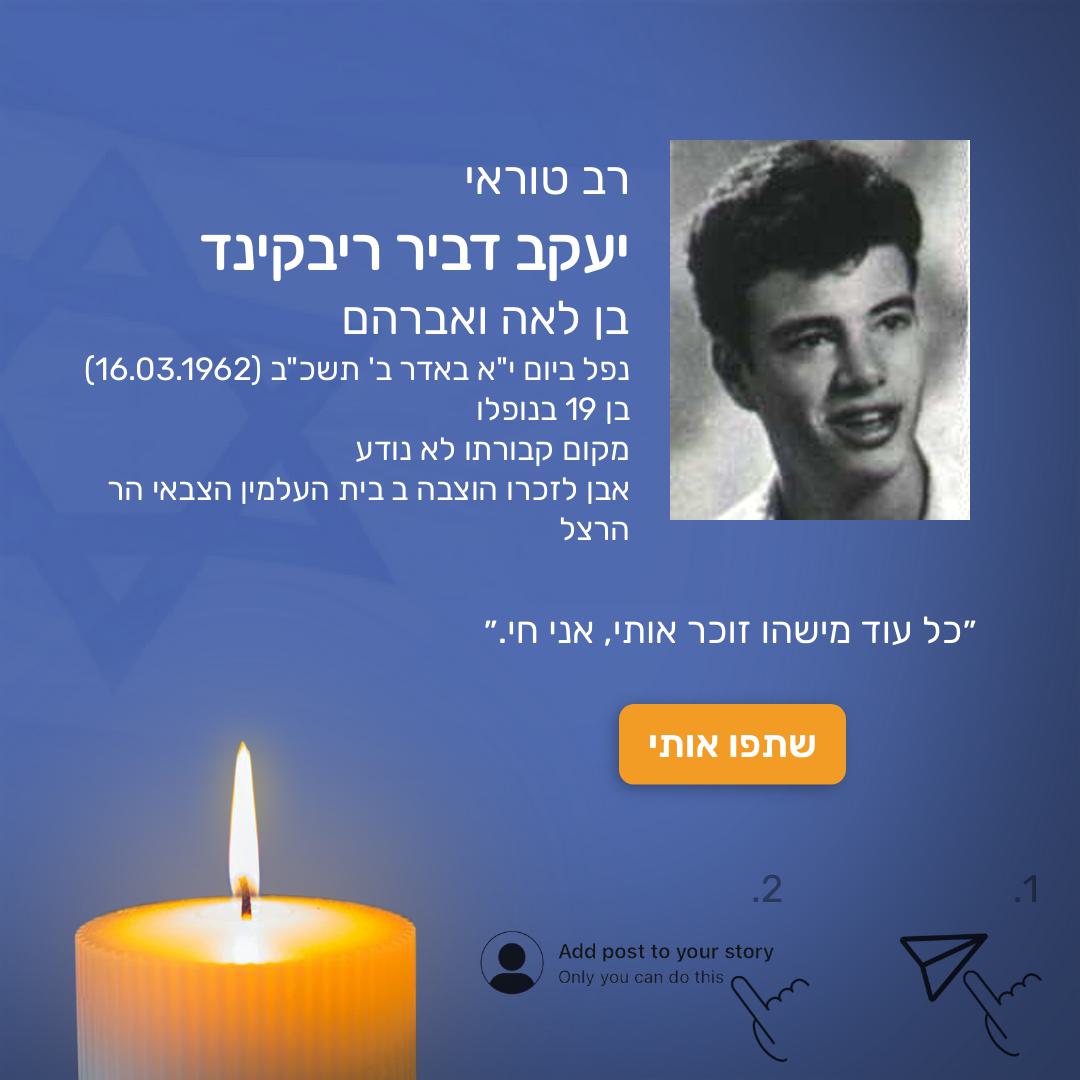 רב טוראי
יעקב דביר ריבקינד
בן לאה ואברהם
נפל ביום י"א באדר ב' תשכ"ב (16.03.1962)
בן 19 בנופלו
מקום קבורתו לא נודע
אבן לזכרו הוצבה ב בית העלמין הצבאי הר
הרצל
״כל עוד מישהו זוכר אותי, אני חי.״
שתפו אותי
.1
.2
Add post to your story
Only you can do this